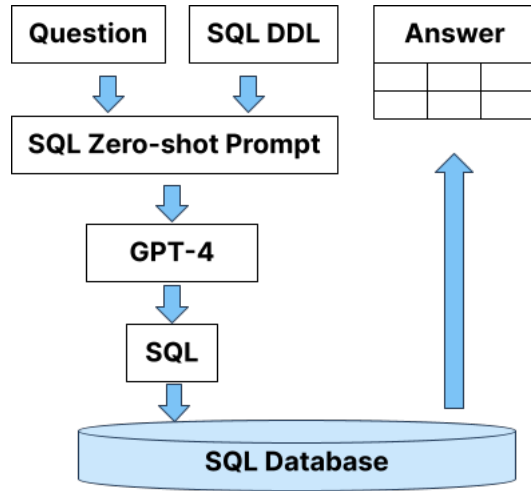 Question
SQL DDL
Answer
SQL Zero-shot Prompt
GPT-4
SQL
SQL Database